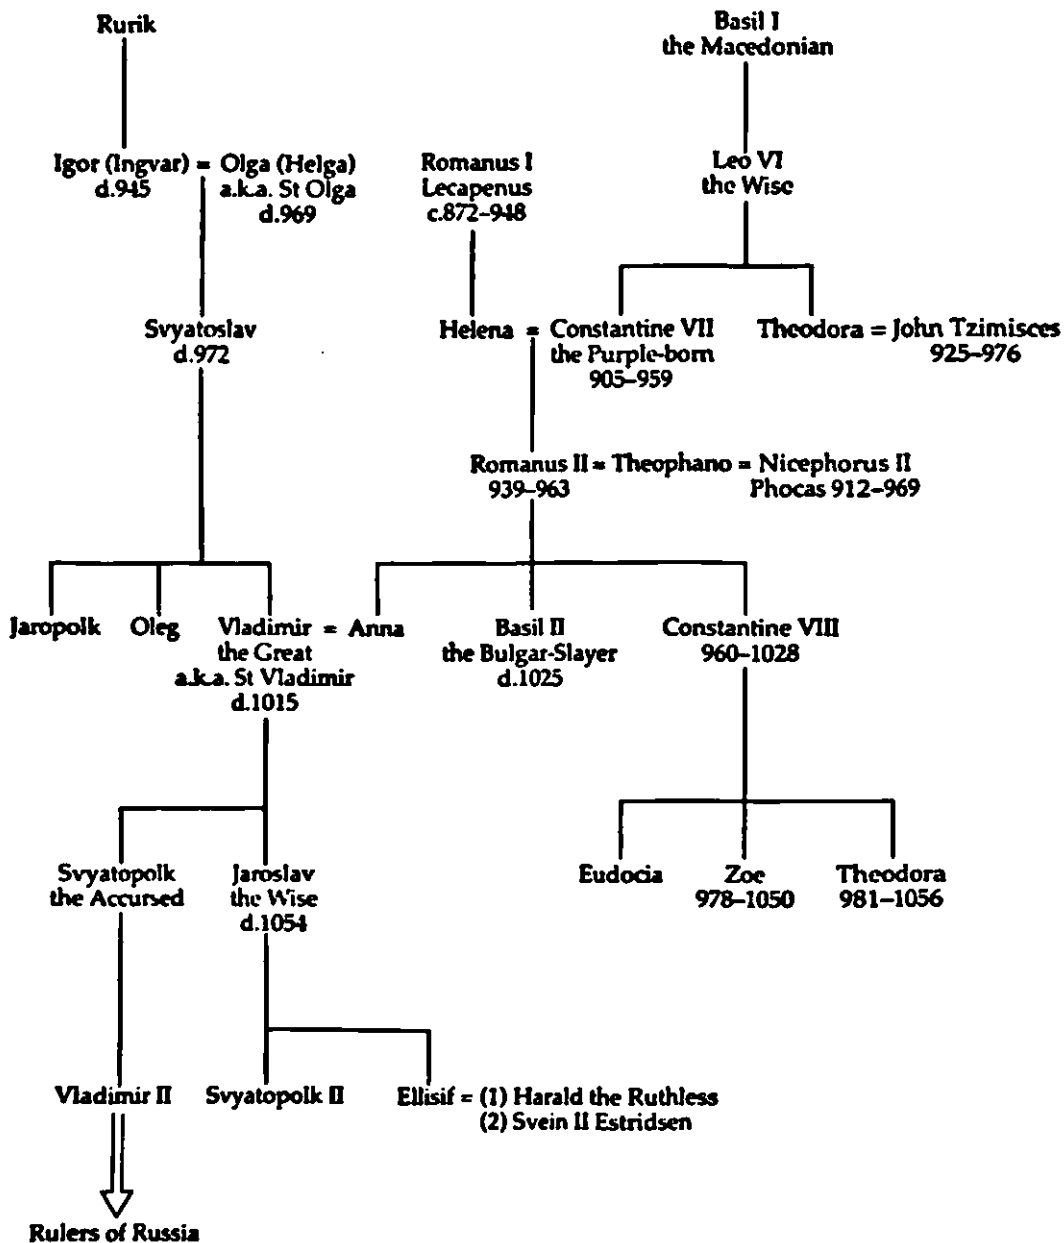 Rurik
Basil I
the Macedonian
Igor (Ingvar) = Olga (Helga)
d.945
a.k.a. St Olga
d.969
Romanus I
Lecapenus
c.872–948
Leo VI
the Wise
Svyatoslav
d.972
Helena = Constantine VII
the Purple-born
905–959
Theodora = John Tzimisces
925–976
Romanus II = Theophano = Nicephorus II
939–963
Phocas 912–969
Jaropolk
Oleg
Vladimir = Anna
the Great
a.k.a. St Vladimir
d.1015
Basil II
the Bulgar-Slayer
d.1025
Constantine VIII
960–1028
Svyatopolk
the Accursed
Jaroslav
the Wise
d.1054
Eudocia
Zoe
978–1050
Theodora
981–1056
Vladimir II
Svyatopolk II
Ellisif = (1) Harald the Ruthless
(2) Svein II Estridsen
Rulers of Russia